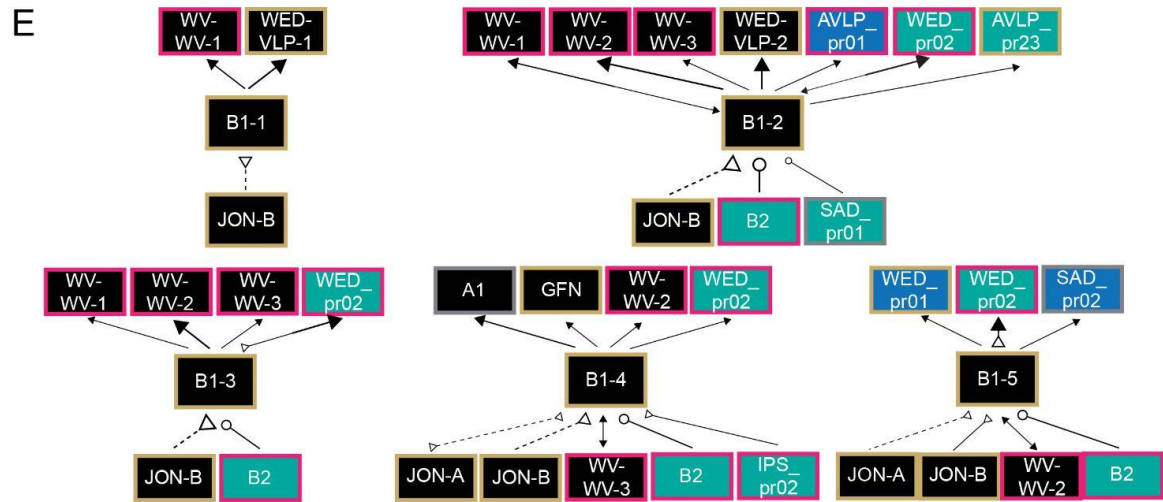 E
WV-
WV-1
WED-
VLP-1
B1-1
JON-B
WV-
WV-1
WV-
WV-2
WV-
WV-3
WED-
VLP-2
AVLP_
pr01
WED_
pr02
AVLP_
pr23
B1-2
JON-B
B2
SAD_
pr01
WV-
WV-1
WV-
WV-2
WV-
WV-3
WED_
pr02
B1-3
JON-B
B2
A1
GFN
WV-
WV-2
WED_
pr02
B1-4
JON-A
JON-B
WV-
WV-3
B2
IPS_
pr02
WED_
pr01
WED_
pr02
SAD_
pr02
B1-5
JON-A
JON-B
WV-
WV-2
B2